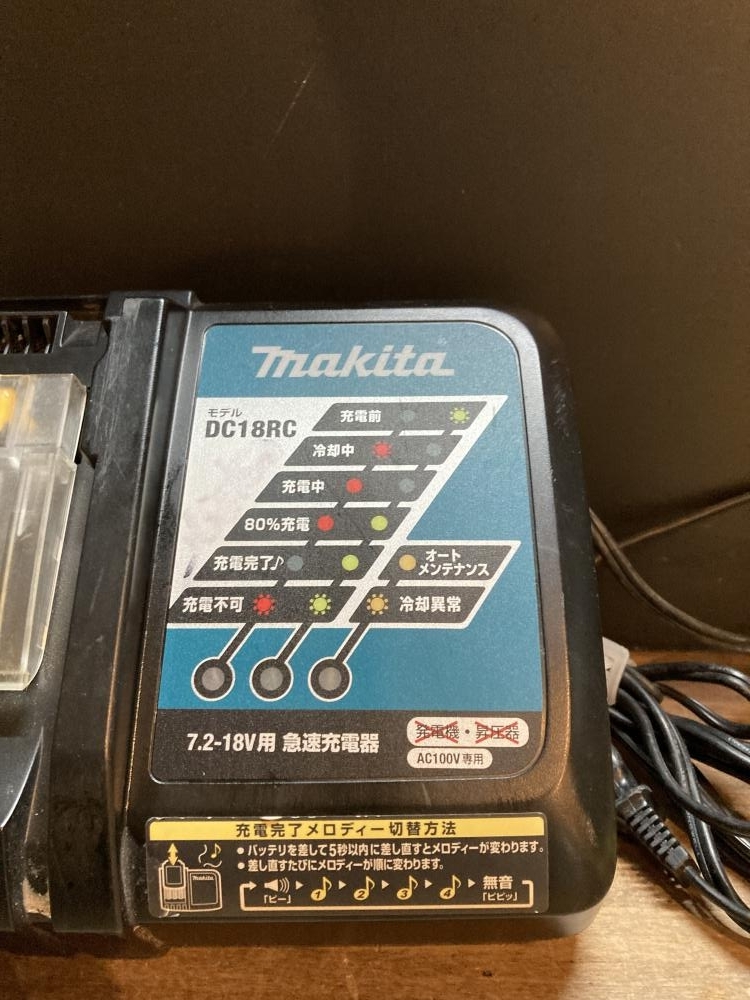 makita
モデル
DC18RC
充電前
冷却中
充電中
80%充電
充電完了♪
オート
メンテナンス
充電不可
冷却異常
7.2-18V用 急速充電器
発電機・昇圧器
AC100V専用
充電完了メロディー切替方法
● バッテリを差して5秒以内に差し直すとメロディーが変わります。
● 差し直すたびにメロディーが順に変わります。
makita
1 2 3 4 無音
「ピー」 「ピピッ」